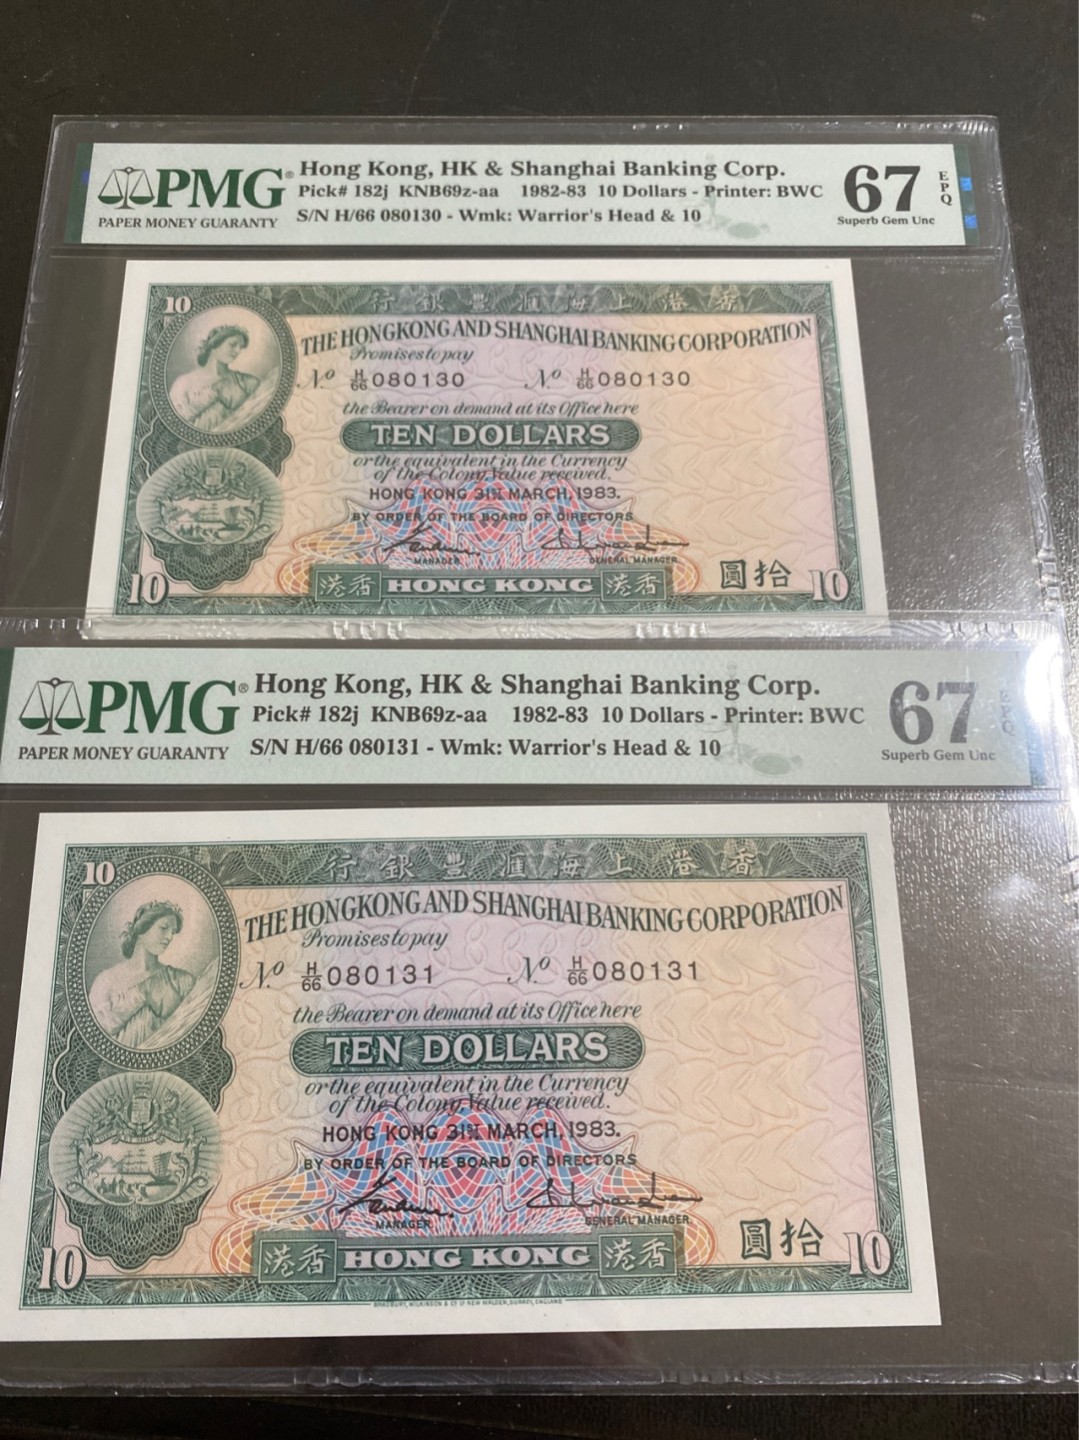 PMG®
PAPER MONEY GUARANTY
Hong Kong, HK & Shanghai Banking Corp.
Pick# 182j KNB69z-aa 1982-83 10 Dollars - Printer: BWC
S/N H/66 080130 - Wmk: Warrior's Head & 10
67 EPQ
Superb Gem Unc
10
行銀豐滙海上港香
THE HONGKONG AND SHANGHAI BANKING CORPORATION
Promises to pay
No H/66 080130 No H/66 080130
the Bearer on demand at its Office here
TEN DOLLARS
or the equivalent in the Currency
of the Colony, Value received.
HONG KONG 31ST MARCH, 1983.
BY ORDER OF THE BOARD OF DIRECTORS
MANAGER GENERAL MANAGER
10 港香 HONG KONG 港香 圓拾 10
PMG®
PAPER MONEY GUARANTY
Hong Kong, HK & Shanghai Banking Corp.
Pick# 182j KNB69z-aa 1982-83 10 Dollars - Printer: BWC
S/N H/66 080131 - Wmk: Warrior's Head & 10
67 EPQ
Superb Gem Unc
10
行銀豐滙海上港香
THE HONGKONG AND SHANGHAI BANKING CORPORATION
Promises to pay
No H/66 080131 No H/66 080131
the Bearer on demand at its Office here
TEN DOLLARS
or the equivalent in the Currency
of the Colony, Value received.
HONG KONG 31ST MARCH, 1983.
BY ORDER OF THE BOARD OF DIRECTORS
MANAGER GENERAL MANAGER
10 港香 HONG KONG 港香 圓拾 10
BRADBURY, WILKINSON & Co Ld NEW MALDEN, SURREY, ENGLAND